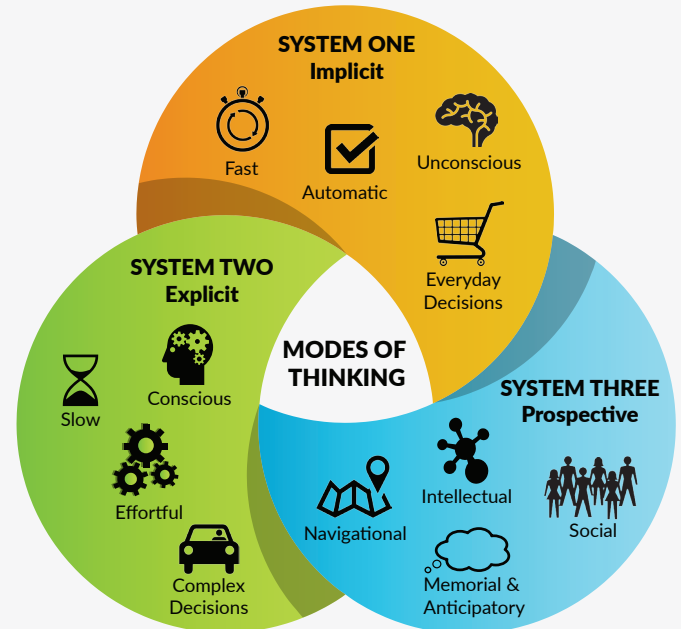 SYSTEM ONE
Implicit
Fast
Automatic
Unconscious
Everyday
Decisions
SYSTEM TWO
Explicit
Slow
Conscious
Effortful
Complex
Decisions
MODES OF
THINKING
SYSTEM THREE
Prospective
Navigational
Intellectual
Social
Memorial &
Anticipatory